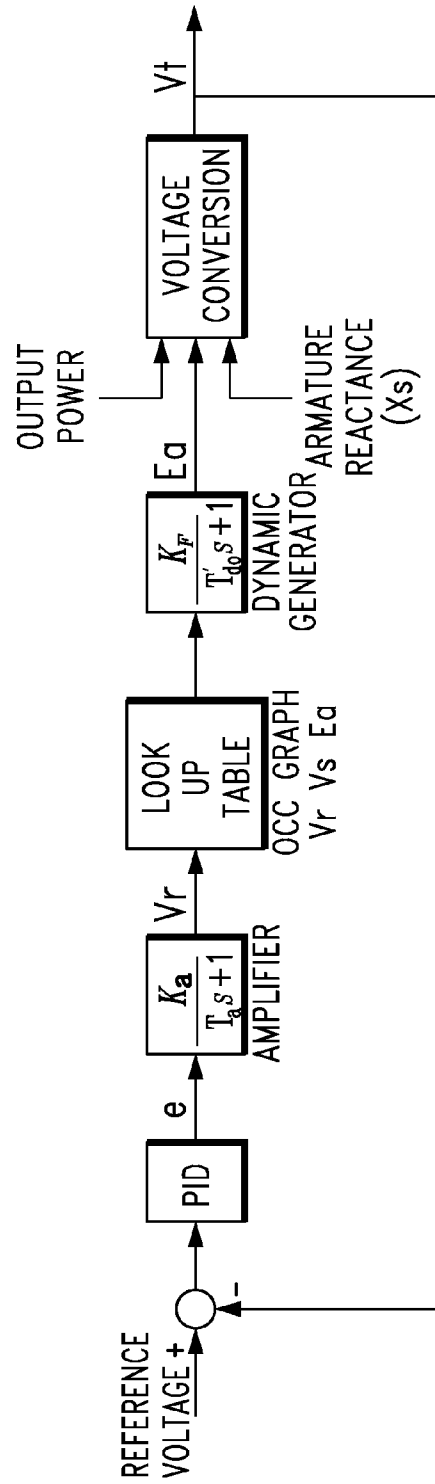 REFERENCE
VOLTAGE +
-
PID
e
Ka
Tas+1
AMPLIFIER
Vr
LOOK
UP
TABLE
OCC GRAPH
Vr Vs Ea
KF
T'dos+1
DYNAMIC
GENERATOR
Ea
OUTPUT
POWER
VOLTAGE
CONVERSION
ARMATURE
REACTANCE
(Xs)
Vt